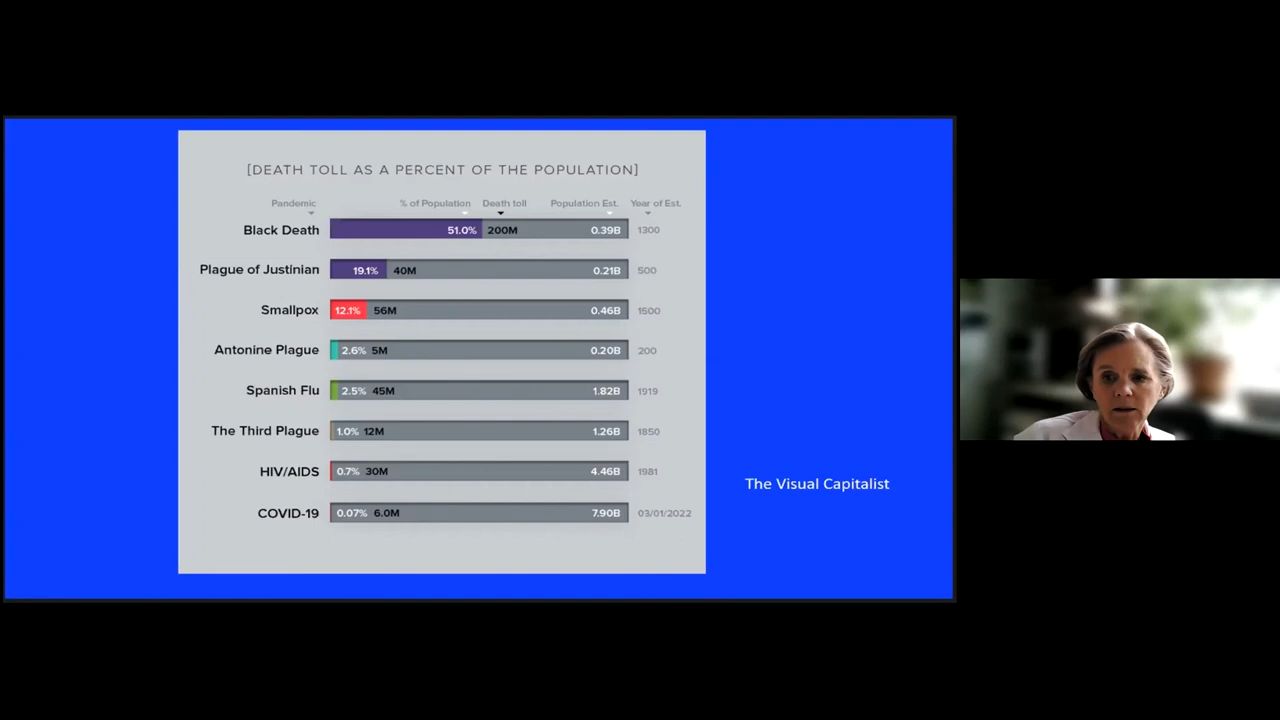 [DEATH TOLL AS A PERCENT OF THE POPULATION]
Pandemic % of Population Death toll Population Est. Year of Est.
Black Death 51.0% 200M 0.39B 1300
Plague of Justinian 19.1% 40M 0.21B 500
Smallpox 12.1% 56M 0.46B 1500
Antonine Plague 2.6% 5M 0.20B 200
Spanish Flu 2.5% 45M 1.82B 1919
The Third Plague 1.0% 12M 1.26B 1850
HIV/AIDS 0.7% 30M 4.46B 1981
COVID-19 0.07% 6.0M 7.90B 03/01/2022
The Visual Capitalist